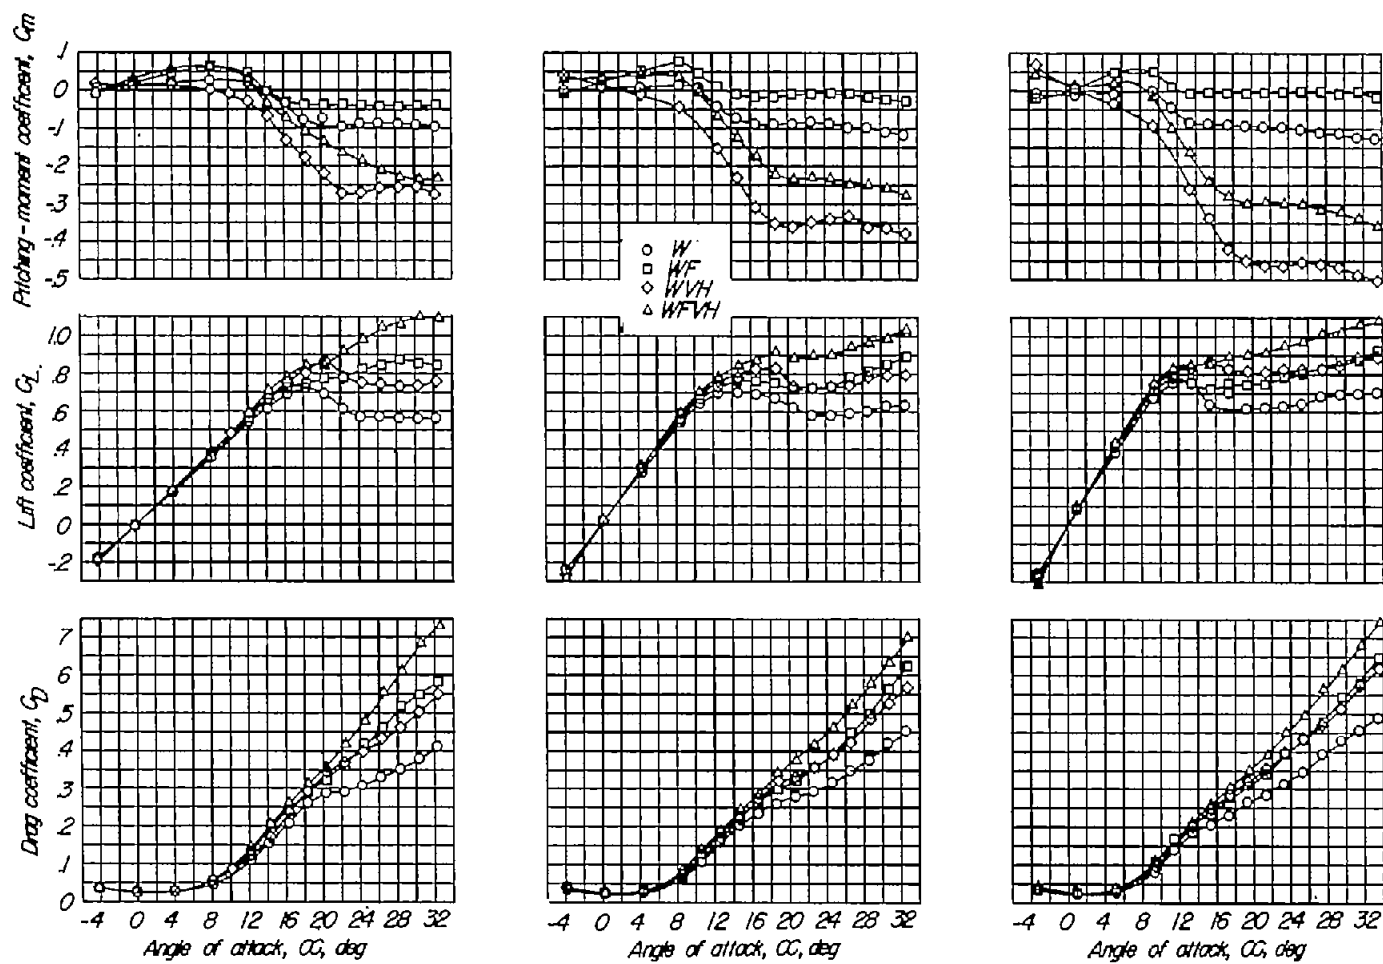 Pitching-moment coefficient, Cm
.1
0
-.1
-.2
-.3
-.4
-.5
W
WF
WVH
WFVH
Lift coefficient, CL
1.0
.8
.6
.4
.2
0
-.2
Drag coefficient, CD
.7
.6
.5
.4
.3
.2
.1
0
-4 0 4 8 12 16 20 24 28 32
-4 0 4 8 12 16 20 24 28 32
-4 0 4 8 12 16 20 24 28 32
Angle of attack, α, deg
Angle of attack, α, deg
Angle of attack, α, deg